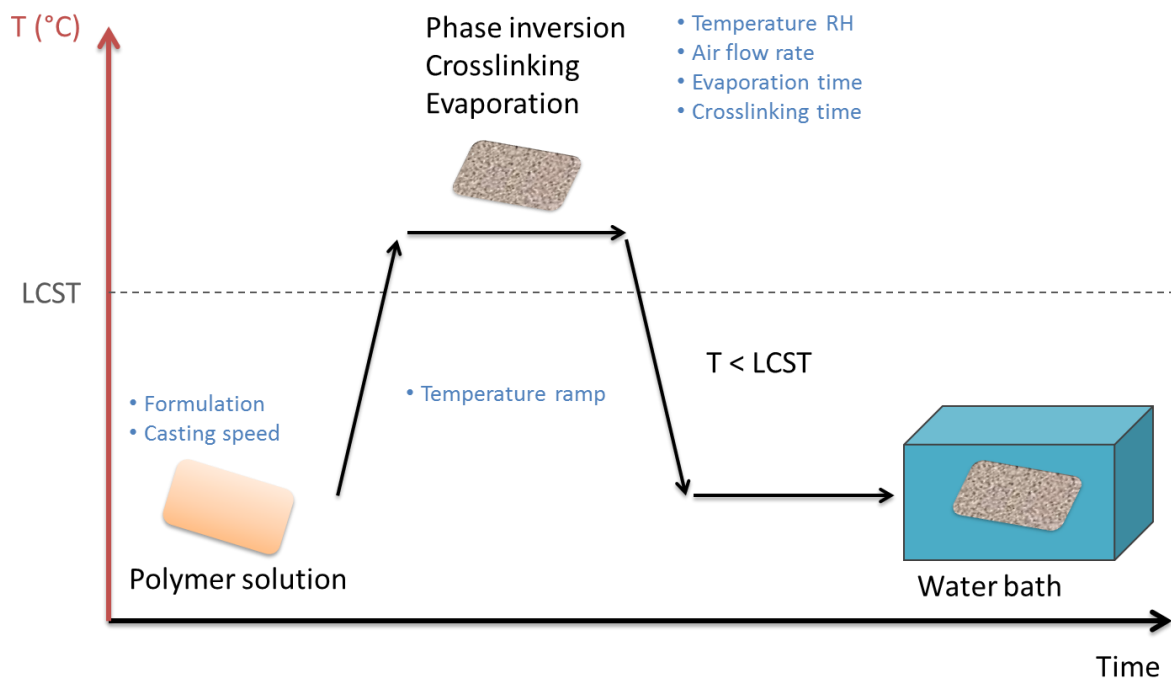 T (°C)
Phase inversion
Crosslinking
Evaporation
• Temperature RH
• Air flow rate
• Evaporation time
• Crosslinking time
LCST
T < LCST
• Temperature ramp
• Formulation
• Casting speed
Polymer solution
Water bath
Time